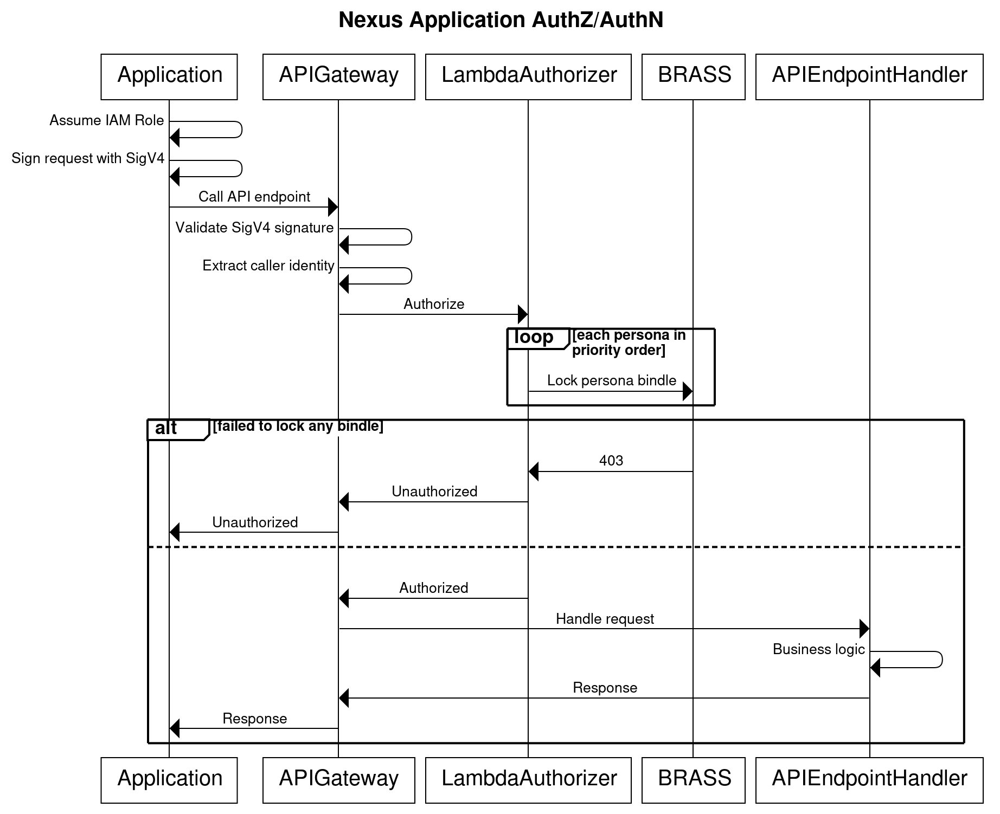 Nexus Application AuthZ/AuthN
Application
APIGateway
LambdaAuthorizer
BRASS
APIEndpointHandler
Assume IAM Role
Sign request with SigV4
Call API endpoint
Validate SigV4 signature
Extract caller identity
Authorize
loop
[each persona in
priority order]
Lock persona bindle
alt
[failed to lock any bindle]
403
Unauthorized
Unauthorized
Authorized
Handle request
Business logic
Response
Response
Application
APIGateway
LambdaAuthorizer
BRASS
APIEndpointHandler